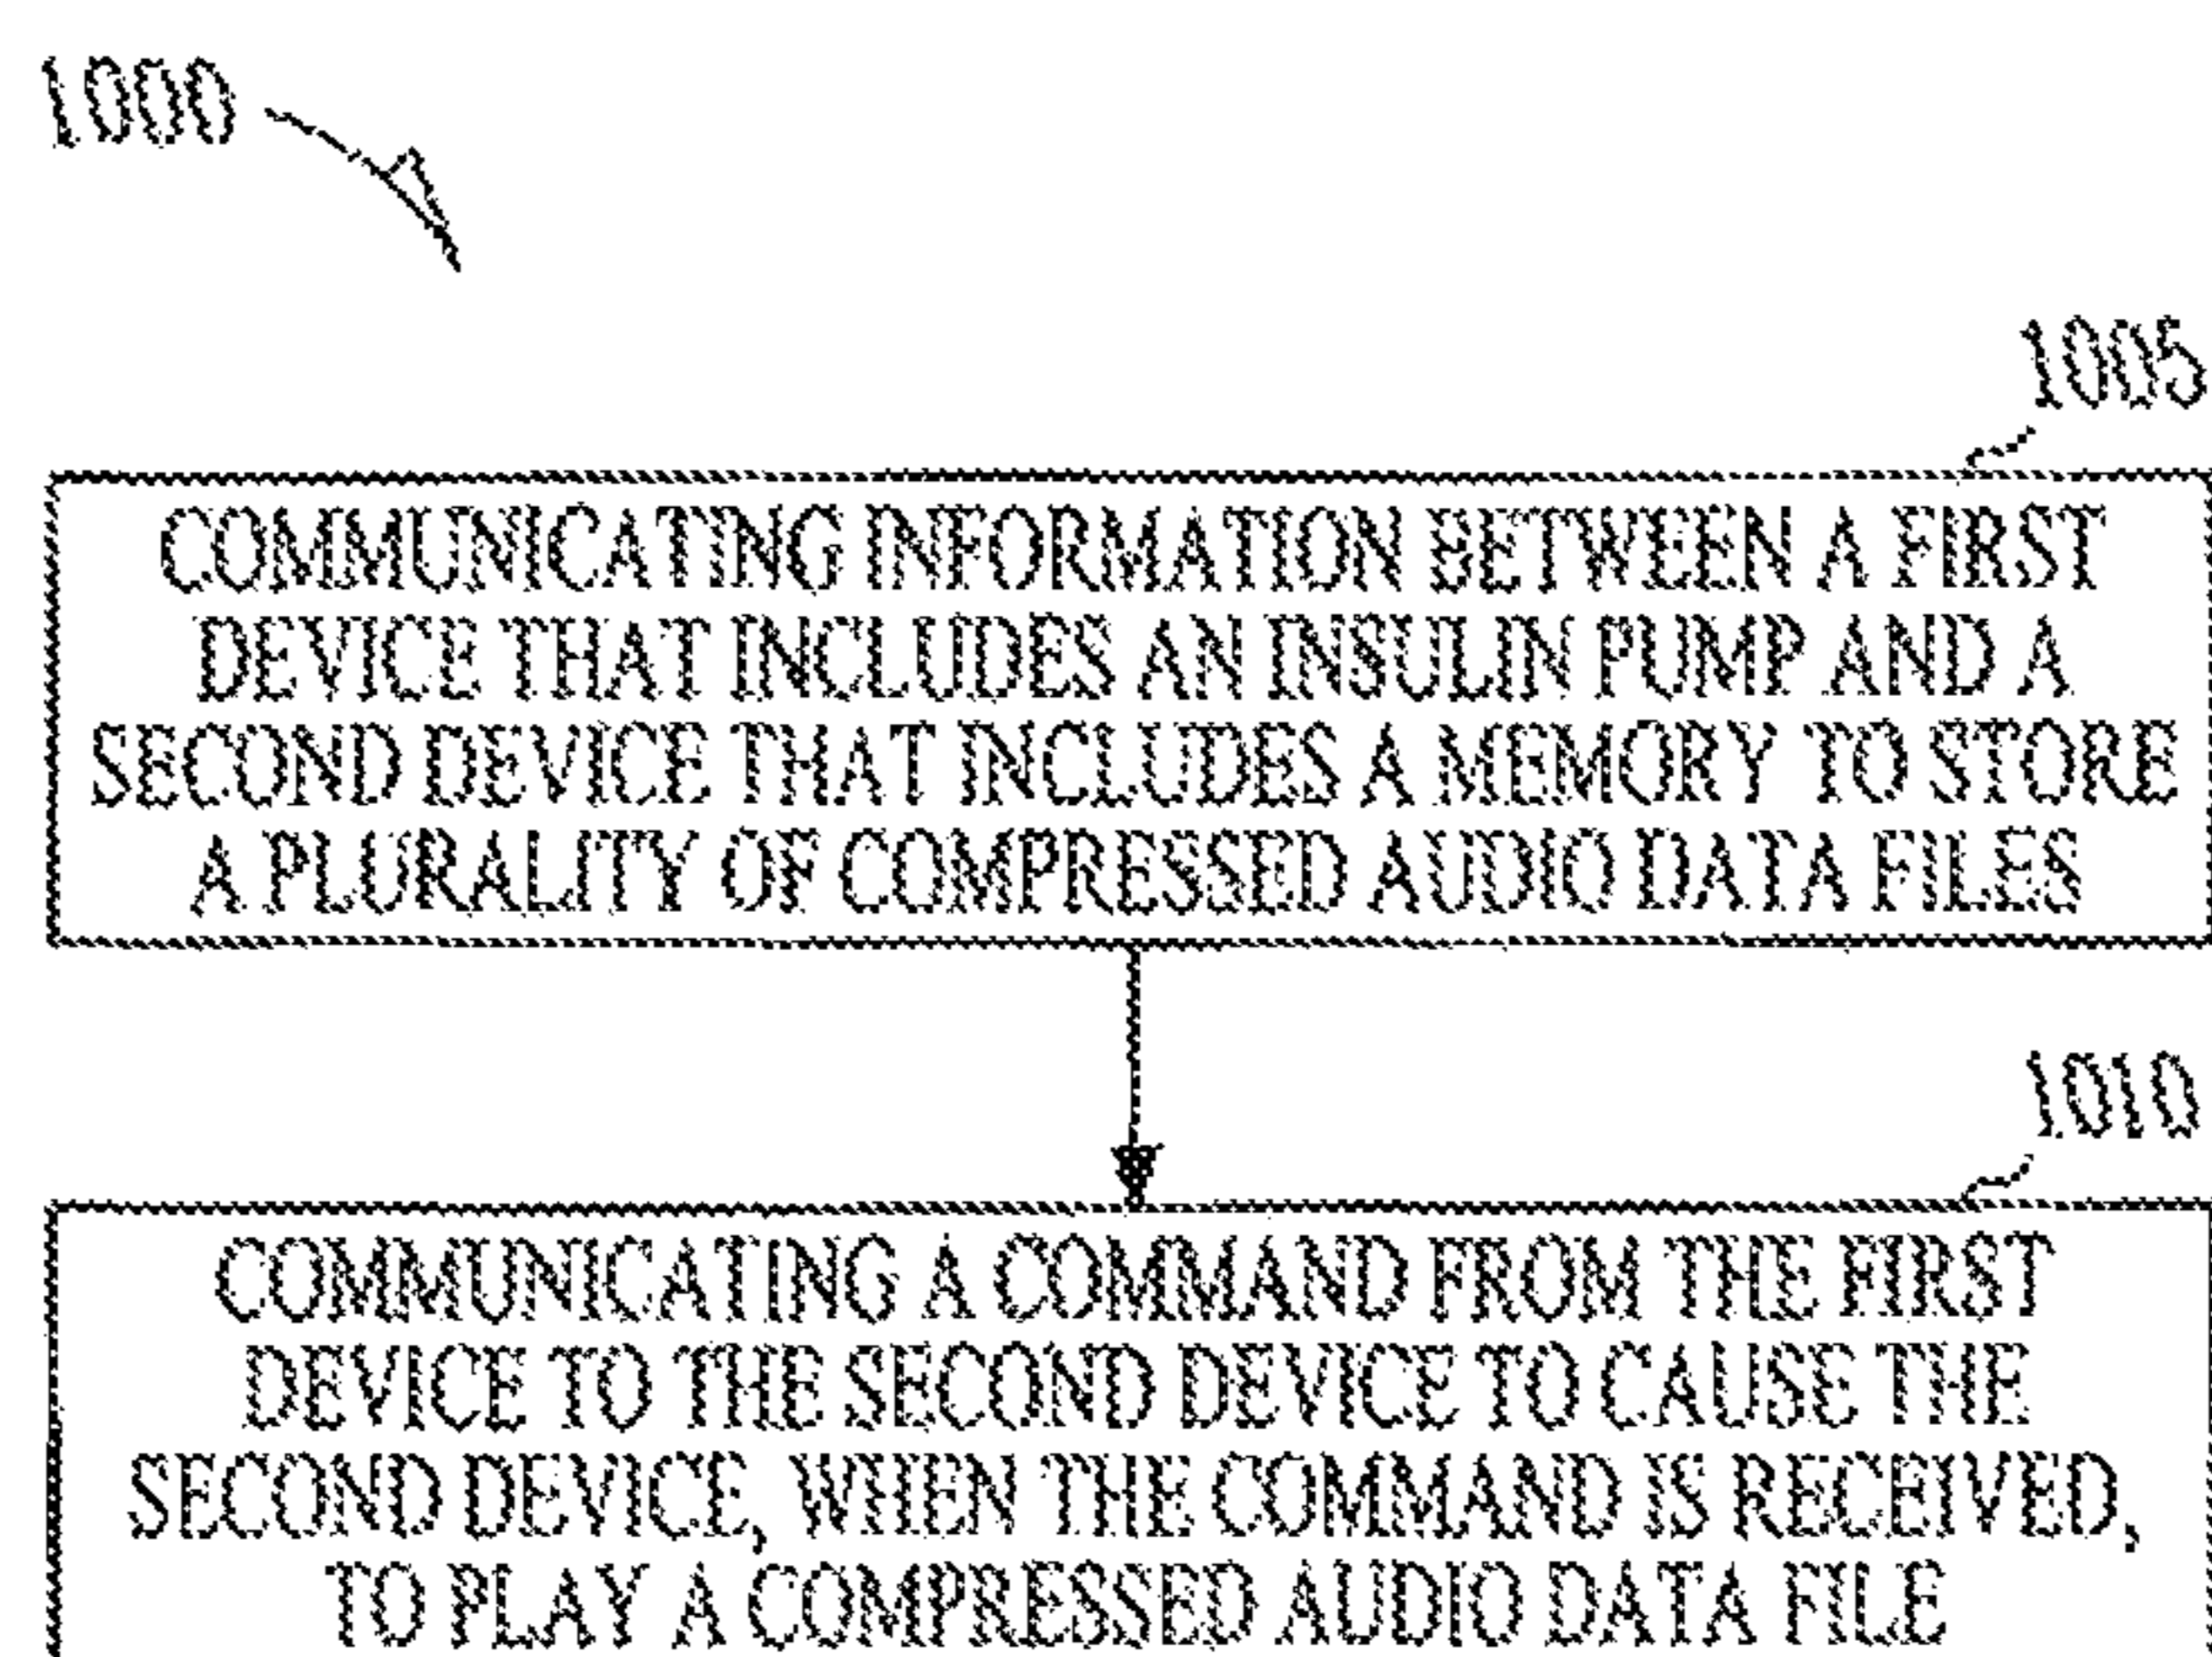 1000
1005
COMMUNICATING INFORMATION BETWEEN A FIRST
DEVICE THAT INCLUDES AN INSULIN PUMP AND A
SECOND DEVICE THAT INCLUDES A MEMORY TO STORE
A PLURALITY OF COMPRESSED AUDIO DATA FILES
1010
COMMUNICATING A COMMAND FROM THE FIRST
DEVICE TO THE SECOND DEVICE TO CAUSE THE
SECOND DEVICE, WHEN THE COMMAND IS RECEIVED,
TO PLAY A COMPRESSED AUDIO DATA FILE